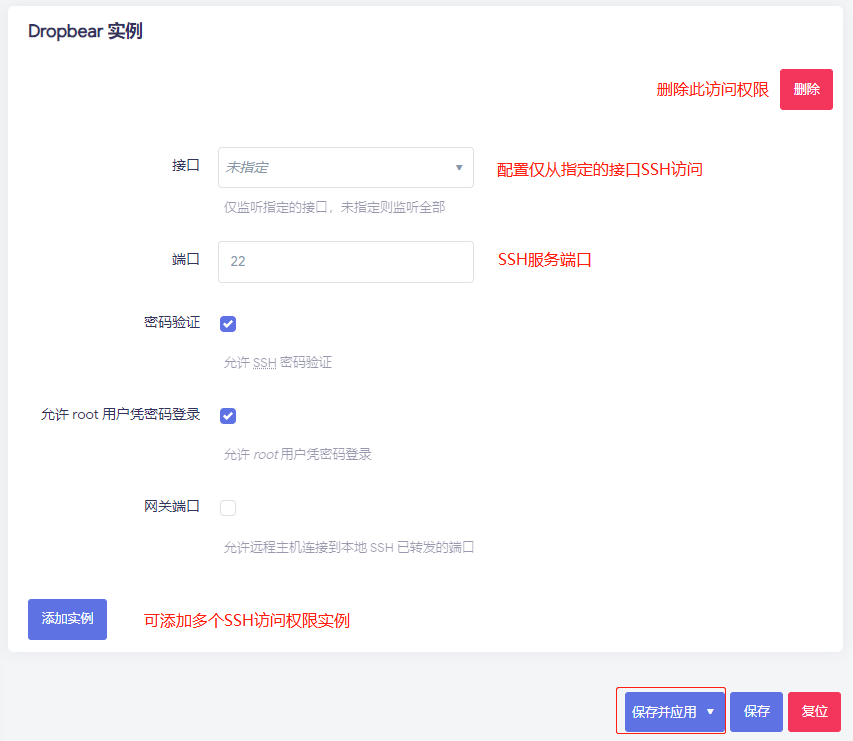 Dropbear 实例
删除此访问权限 删除
接口 未指定 配置仅从指定的接口SSH访问
仅监听指定的接口，未指定则监听全部
端口 22 SSH服务端口
密码验证
允许 SSH 密码验证
允许 root 用户凭密码登录
允许 root 用户凭密码登录
网关端口
允许远程主机连接到本地 SSH 已转发的端口
添加实例 可添加多个SSH访问权限实例
保存并应用 保存 复位